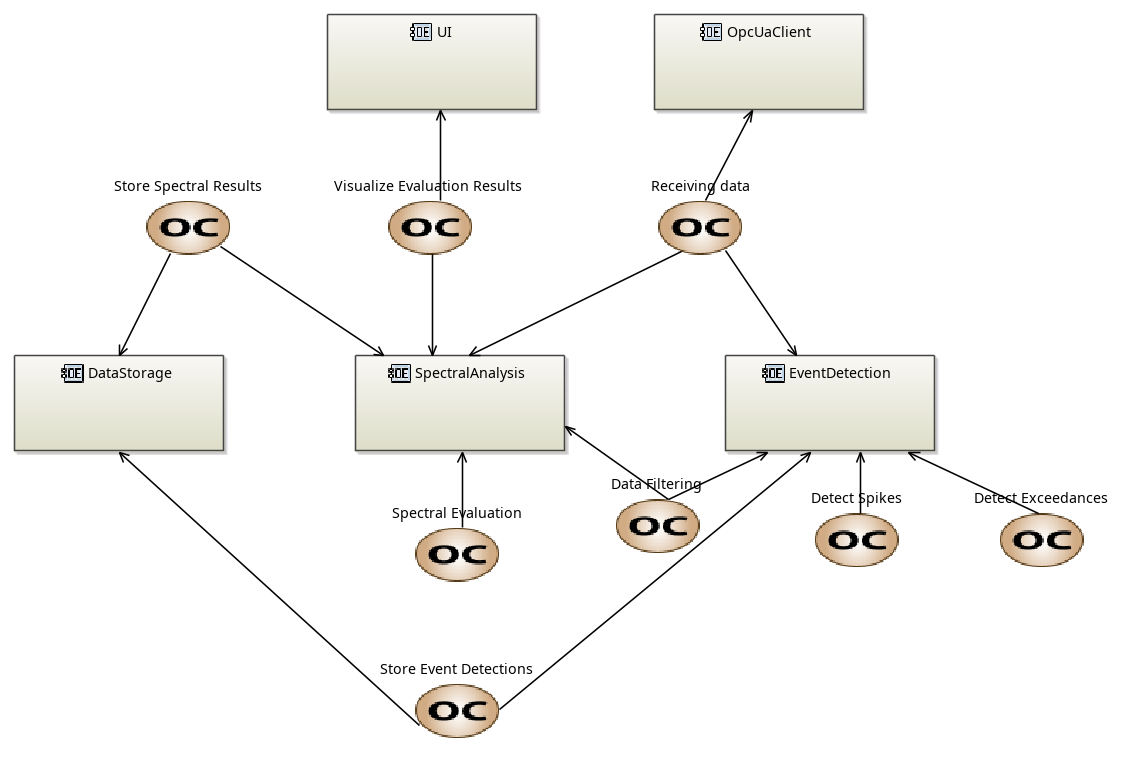 OE UI
OE OpcUaClient
Store Spectral Results
Visualize Evaluation Results
Receiving data
OC
OC
OC
OE DataStorage
OE SpectralAnalysis
OE EventDetection
Data Filtering
Detect Spikes
Detect Exceedances
Spectral Evaluation
OC
OC
OC
OC
Store Event Detections
OC